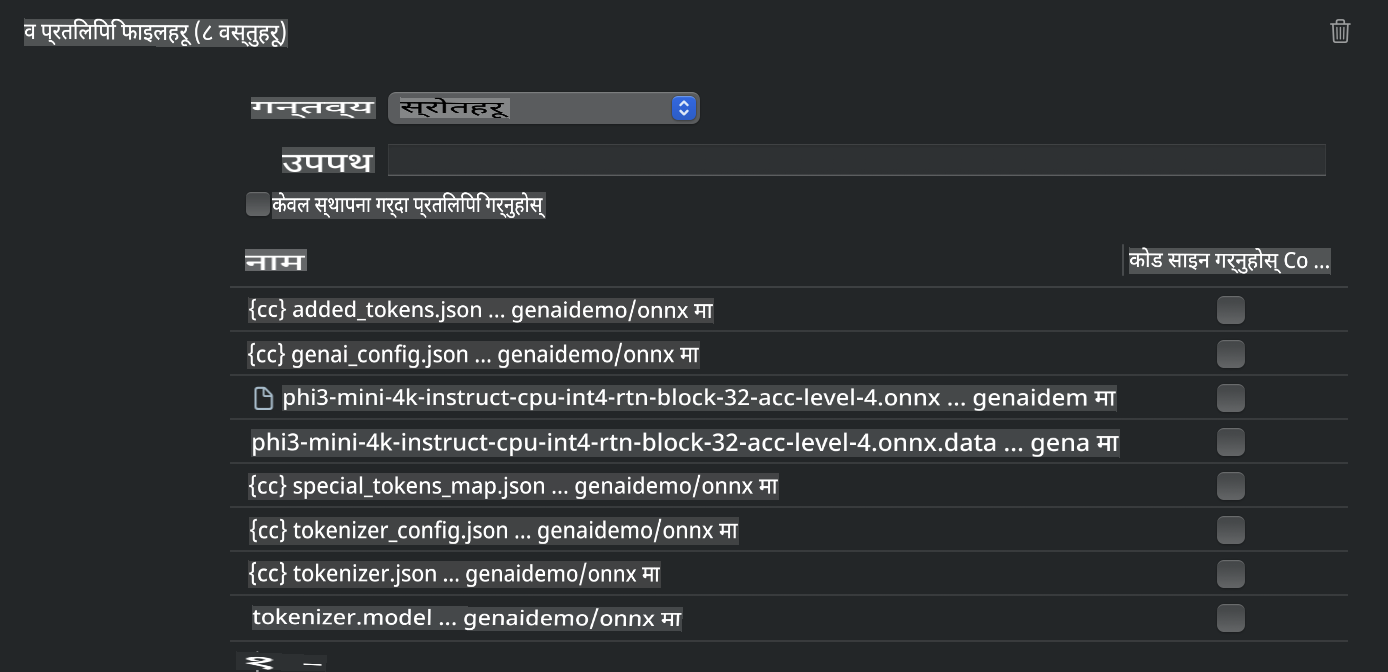 व प्रतिलिपि फाइलहरू (८ वस्तुहरू)
गन्तव्य स्रोतहरू
उपपथ
केवल स्थापना गर्दा प्रतिलिपि गर्नुहोस्
नाम कोड साइन गर्नुहोस् Co ...
{cc} added_tokens.json ... genaidemo/onnx मा
{cc} genai_config.json ... genaidemo/onnx मा
phi3-mini-4k-instruct-cpu-int4-rtn-block-32-acc-level-4.onnx ... genaidem मा
phi3-mini-4k-instruct-cpu-int4-rtn-block-32-acc-level-4.onnx.data ... gena मा
{cc} special_tokens_map.json ... genaidemo/onnx मा
{cc} tokenizer_config.json ... genaidemo/onnx मा
{cc} tokenizer.json ... genaidemo/onnx मा
tokenizer.model ... genaidemo/onnx मा